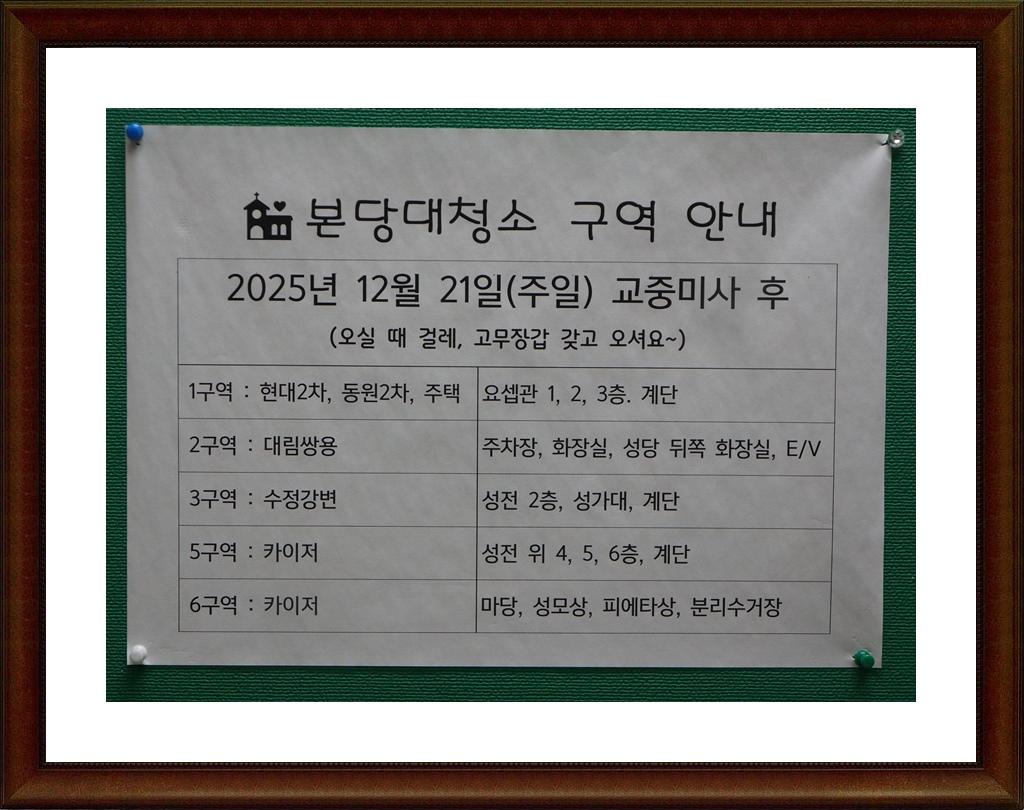 본당대청소 구역 안내
2025년 12월 21일(주일) 교중미사 후
(오실 때 걸레, 고무장갑 갖고 오셔요~)
1구역 : 현대2차, 동원2차, 주택 요셉관 1, 2, 3층. 계단
2구역 : 대림쌍용 주차장, 화장실, 성당 뒤쪽 화장실, E/V
3구역 : 수정강변 성전 2층, 성가대, 계단
5구역 : 카이저 성전 위 4, 5, 6층, 계단
6구역 : 카이저 마당, 성모상, 피에타상, 분리수거장